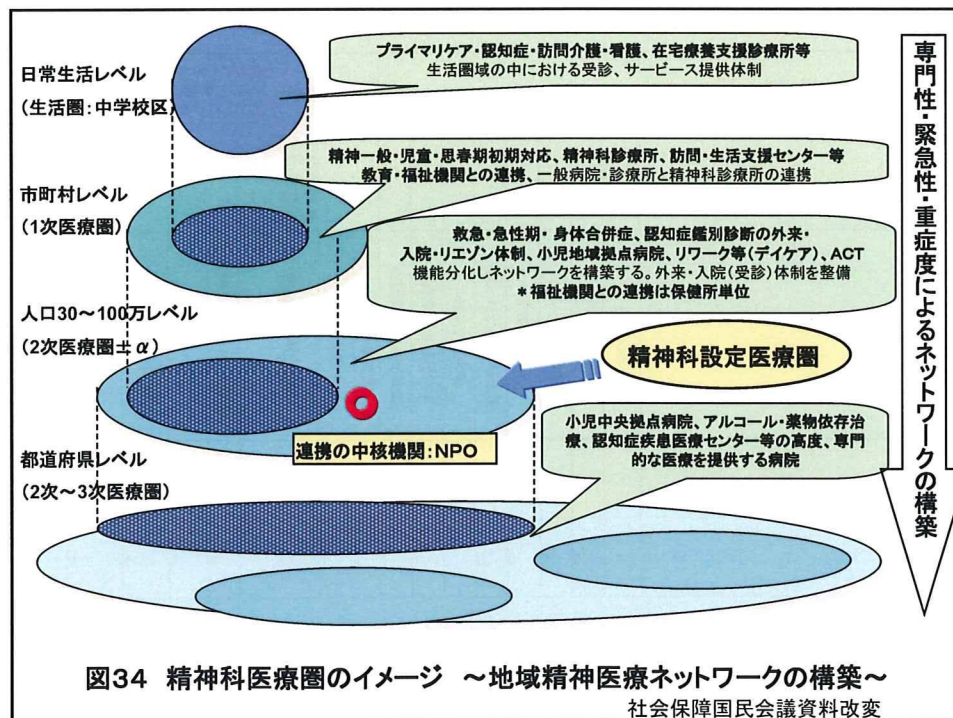 日常生活レベル
(生活圏:中学校区)
プライマリケア・認知症・訪問介護・看護、在宅療養支援診療所等
生活圏域の中における受診、サービース提供体制
市町村レベル
(1次医療圏)
精神一般・児童・思春期初期対応、精神科診療所、訪問・生活支援センター等
教育・福祉機関との連携、一般病院・診療所と精神科診療所の連携
人口30~100万レベル
(2次医療圏±α)
救急・急性期・身体合併症、認知症鑑別診断の外来・
入院・リエゾン体制、小児地域拠点病院、リワーク等(デイケア)、ACT
機能分化しネットワークを構築する。外来・入院(受診)体制を整備
*福祉機関との連携は保健所単位
精神科設定医療圏
連携の中核機関:NPO
都道府県レベル
(2次~3次医療圏)
小児中央拠点病院、アルコール・薬物依存治
療、認知症疾患医療センター等の高度、専門
的な医療を提供する病院
専門性・緊急性・重症度によるネットワークの構築
図34 精神科医療圏のイメージ ~地域精神医療ネットワークの構築~
社会保障国民会議資料改変